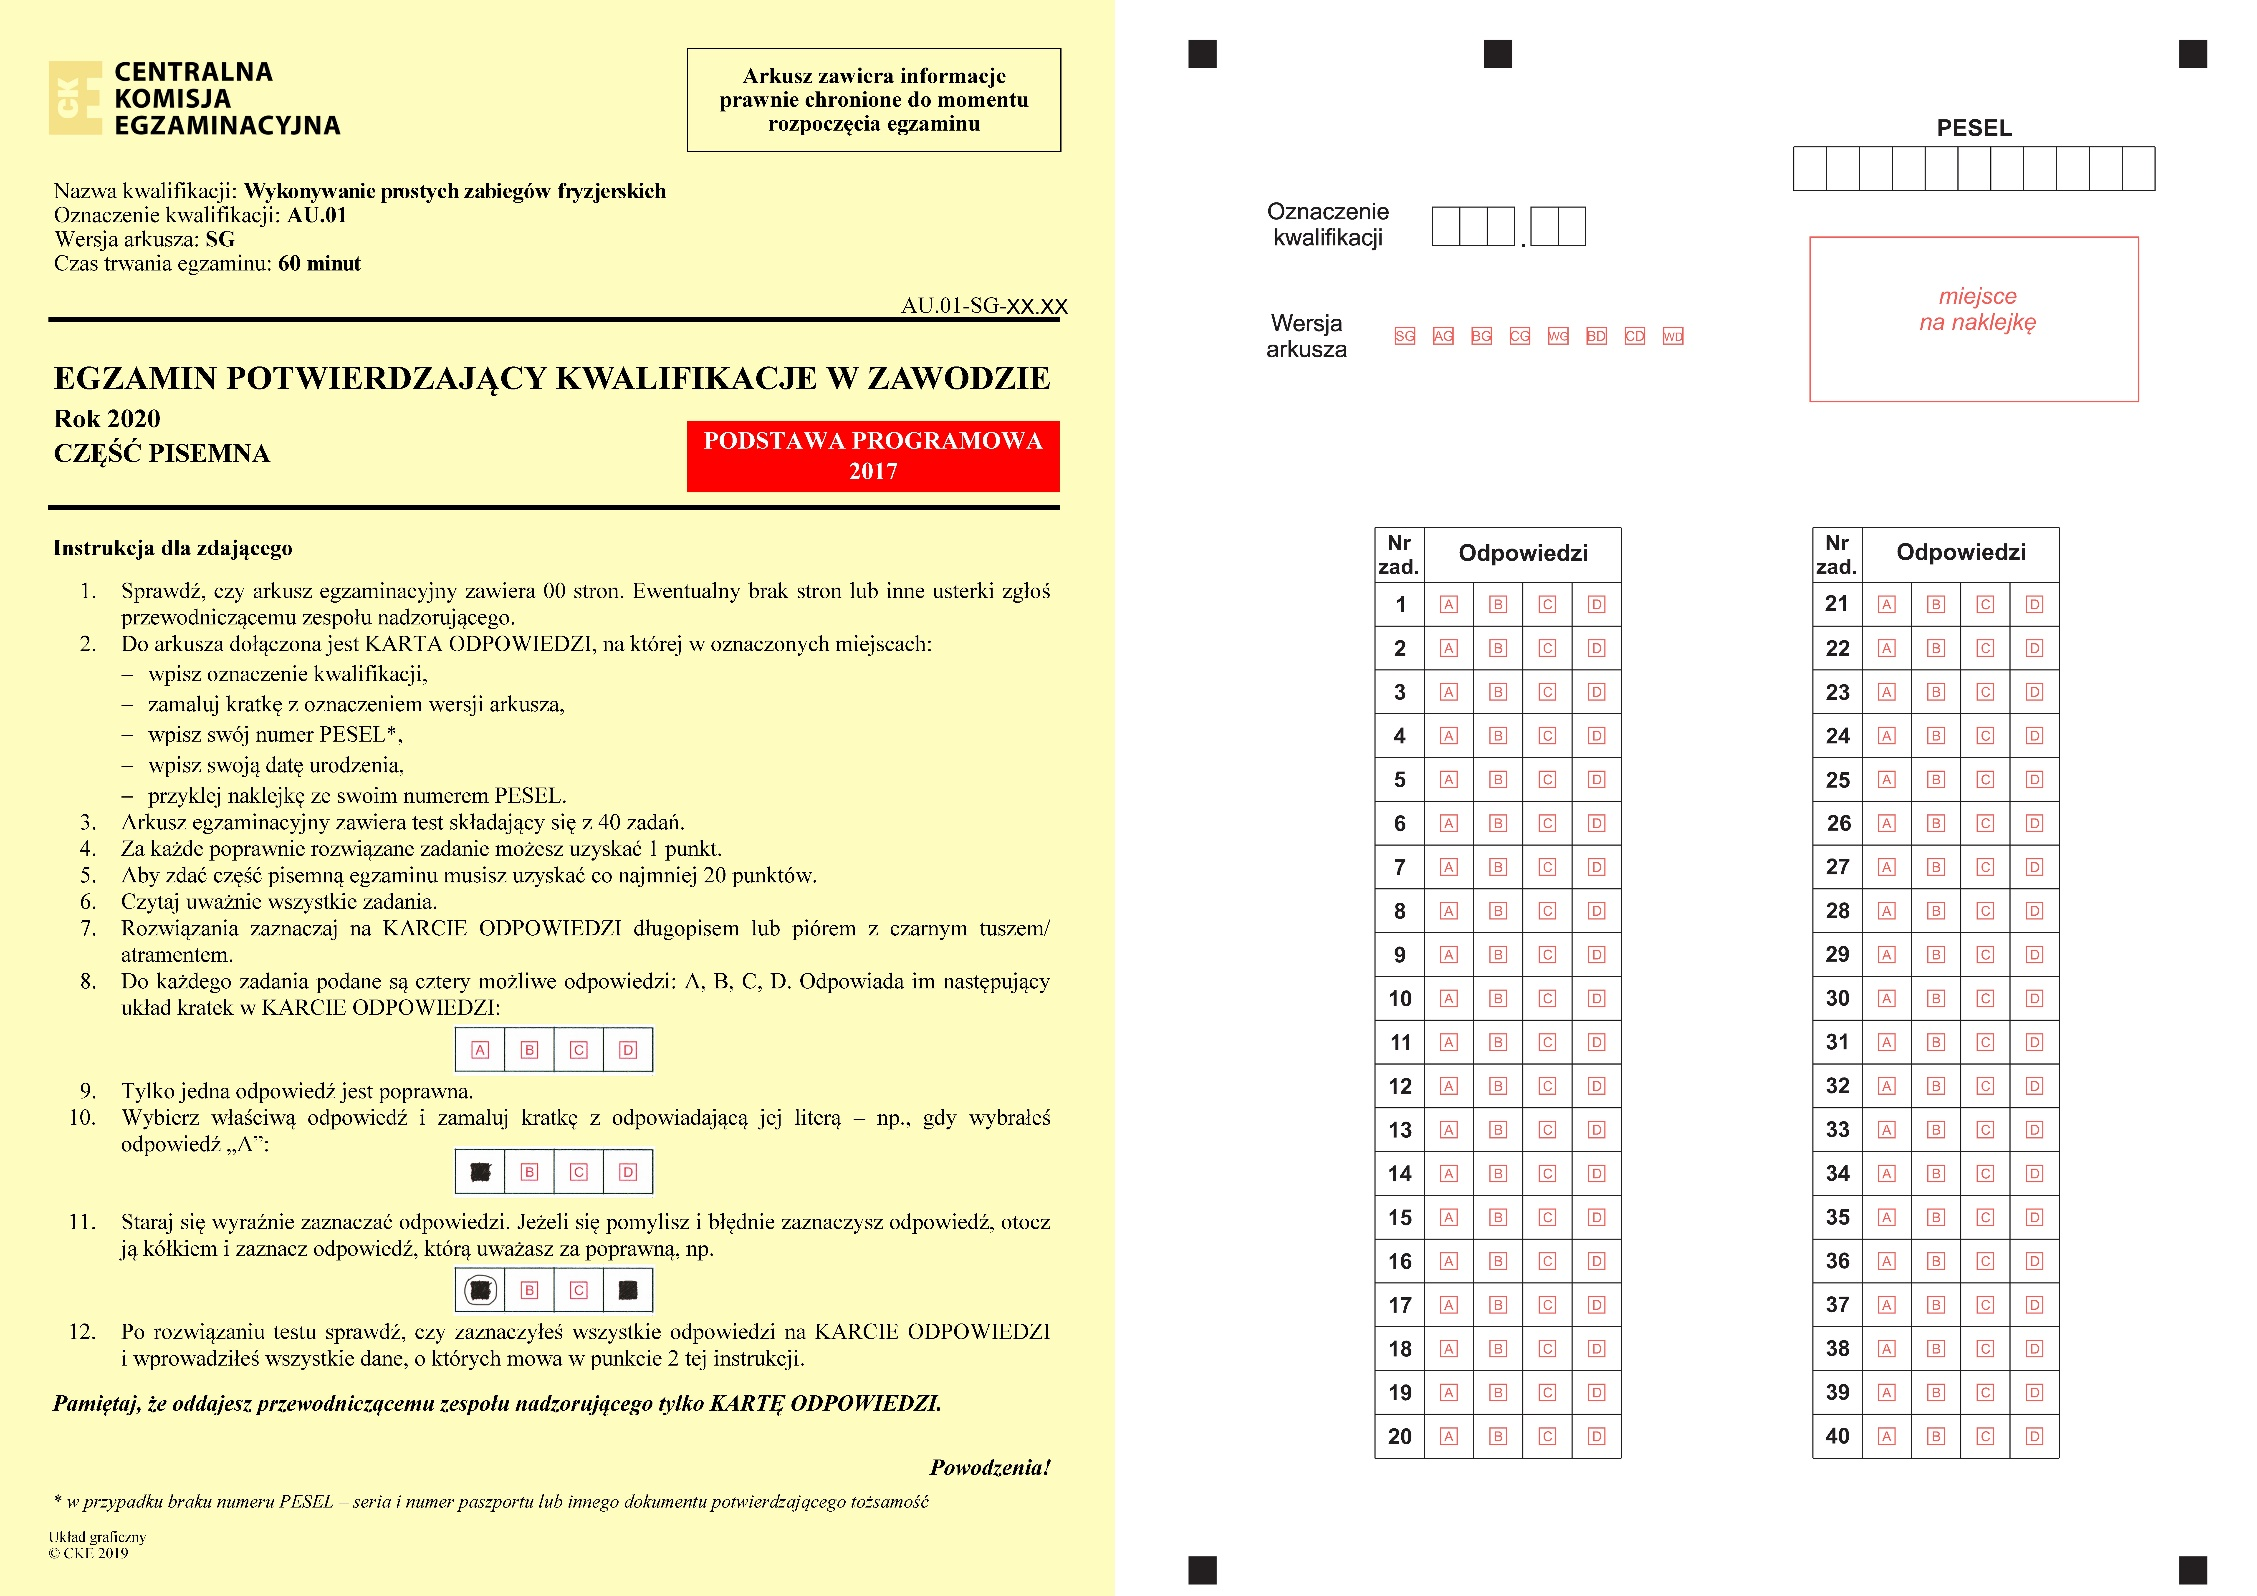 CK
CENTRALNA
KOMISJA
EGZAMINACYJNA
Arkusz zawiera informacje
prawnie chronione do momentu
rozpoczęcia egzaminu
Nazwa kwalifikacji: Wykonywanie prostych zabiegów fryzjerskich
Oznaczenie kwalifikacji: AU.01
Wersja arkusza: SG
Czas trwania egzaminu: 60 minut
AU.01-SG-XX.XX
EGZAMIN POTWIERDZAJĄCY KWALIFIKACJE W ZAWODZIE
Rok 2020
CZĘŚĆ PISEMNA
PODSTAWA PROGRAMOWA
2017
Instrukcja dla zdającego
1. Sprawdź, czy arkusz egzaminacyjny zawiera 00 stron. Ewentualny brak stron lub inne usterki zgłoś
przewodniczącemu zespołu nadzorującego.
2. Do arkusza dołączona jest KARTA ODPOWIEDZI, na której w oznaczonych miejscach:
– wpisz oznaczenie kwalifikacji,
– zamaluj kratkę z oznaczeniem wersji arkusza,
– wpisz swój numer PESEL*,
– wpisz swoją datę urodzenia,
– przyklej naklejkę ze swoim numerem PESEL.
3. Arkusz egzaminacyjny zawiera test składający się z 40 zadań.
4. Za każde poprawnie rozwiązane zadanie możesz uzyskać 1 punkt.
5. Aby zdać część pisemną egzaminu musisz uzyskać co najmniej 20 punktów.
6. Czytaj uważnie wszystkie zadania.
7. Rozwiązania zaznaczaj na KARCIE ODPOWIEDZI długopisem lub piórem z czarnym tuszem/
atramentem.
8. Do każdego zadania podane są cztery możliwe odpowiedzi: A, B, C, D. Odpowiada im następujący
układ kratek w KARCIE ODPOWIEDZI:
A B C D
9. Tylko jedna odpowiedź jest poprawna.
10. Wybierz właściwą odpowiedź i zamaluj kratkę z odpowiadającą jej literą – np., gdy wybrałeś
odpowiedź „A”:
B C D
11. Staraj się wyraźnie zaznaczać odpowiedzi. Jeżeli się pomylisz i błędnie zaznaczysz odpowiedź, otocz
ją kółkiem i zaznacz odpowiedź, którą uważasz za poprawną, np.
B C
12. Po rozwiązaniu testu sprawdź, czy zaznaczyłeś wszystkie odpowiedzi na KARCIE ODPOWIEDZI
i wprowadziłeś wszystkie dane, o których mowa w punkcie 2 tej instrukcji.
Pamiętaj, że oddajesz przewodniczącemu zespołu nadzorującego tylko KARTĘ ODPOWIEDZI.
Powodzenia!
* w przypadku braku numeru PESEL – seria i numer paszportu lub innego dokumentu potwierdzającego tożsamość
Układ graficzny
© CKE 2019
PESEL
Oznaczenie
kwalifikacji
.
miejsce
na naklejkę
Wersja
arkusza
SG AG BG CG WG BD CD WD
Nr
zad.
Odpowiedzi
1 A B C D
2 A B C D
3 A B C D
4 A B C D
5 A B C D
6 A B C D
7 A B C D
8 A B C D
9 A B C D
10 A B C D
11 A B C D
12 A B C D
13 A B C D
14 A B C D
15 A B C D
16 A B C D
17 A B C D
18 A B C D
19 A B C D
20 A B C D
Nr
zad.
Odpowiedzi
21 A B C D
22 A B C D
23 A B C D
24 A B C D
25 A B C D
26 A B C D
27 A B C D
28 A B C D
29 A B C D
30 A B C D
31 A B C D
32 A B C D
33 A B C D
34 A B C D
35 A B C D
36 A B C D
37 A B C D
38 A B C D
39 A B C D
40 A B C D